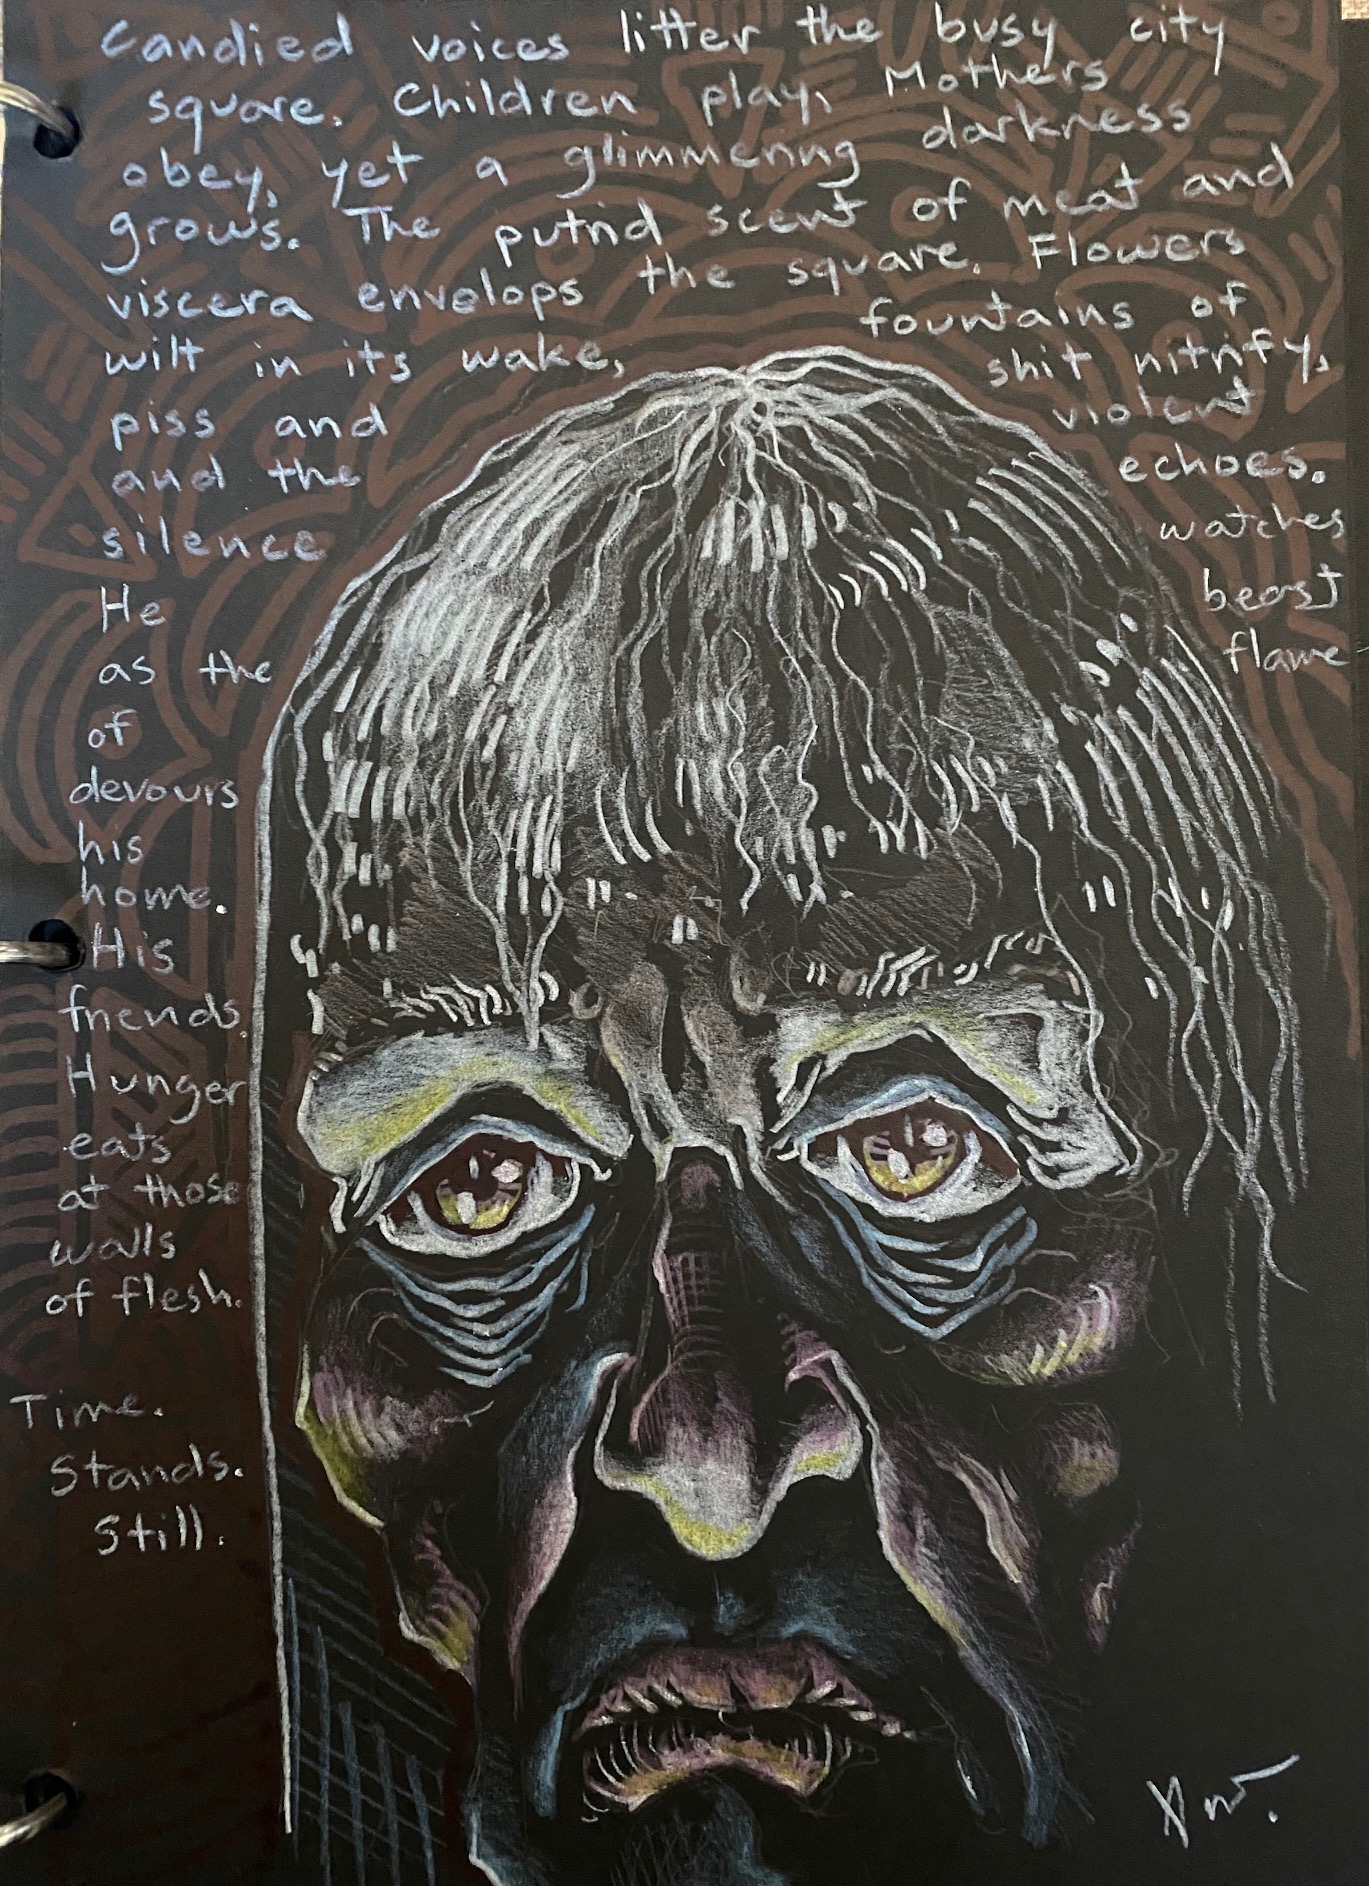 Candied voices litter the busy city
square. Children play, Mothers
obey, yet a glimmering darkness
grows. The putrid scent of meat and
viscera envelops the square. Flowers
wilt in its wake, fountains of
piss and shit nitrify,
and the violent
silence echoes.
He watches
as the beast
of flame
devours
his
home.
His
friends.
Hunger
eats
at those
walls
of flesh.
Time.
Stands.
Still.